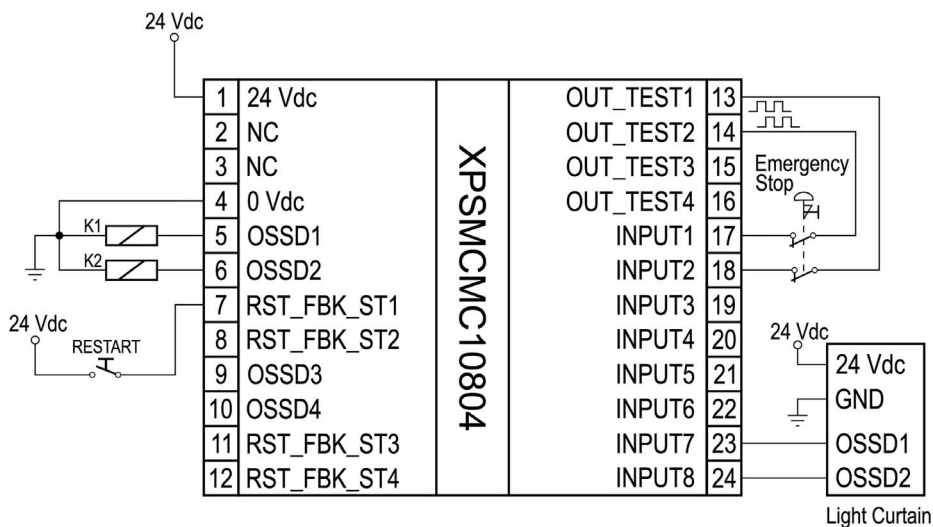 24 Vdc
1 24 Vdc
2 NC
3 NC
4 0 Vdc
K1 5 OSSD1
K2 6 OSSD2
7 RST_FBK_ST1
24 Vdc
RESTART
8 RST_FBK_ST2
9 OSSD3
10 OSSD4
11 RST_FBK_ST3
12 RST_FBK_ST4
XPSMCMC10804
OUT_TEST1 13
OUT_TEST2 14
OUT_TEST3 15
OUT_TEST4 16
Emergency
Stop
INPUT1 17
INPUT2 18
INPUT3 19
INPUT4 20
INPUT5 21
INPUT6 22
INPUT7 23
INPUT8 24
24 Vdc
24 Vdc
GND
OSSD1
OSSD2
Light Curtain